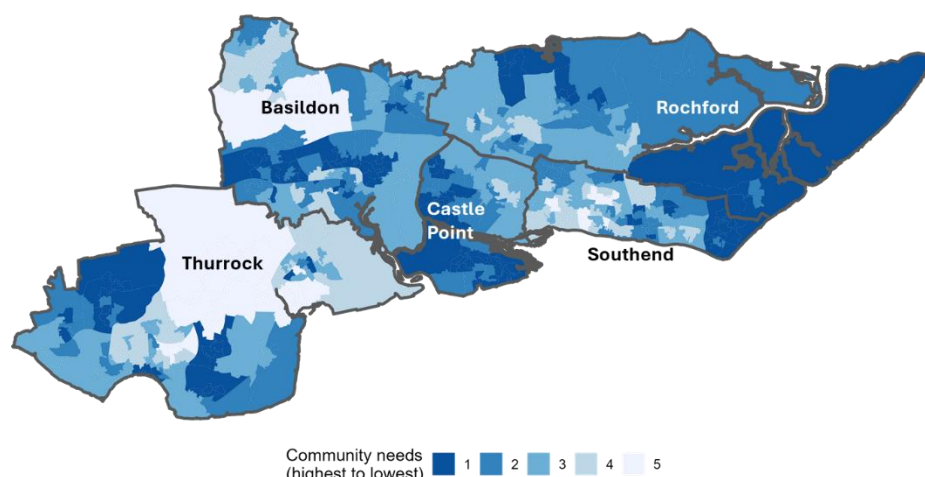 Basildon
Rochford
Castle
Point
Southend
Thurrock
Community needs
(highest to lowest) 1 2 3 4 5